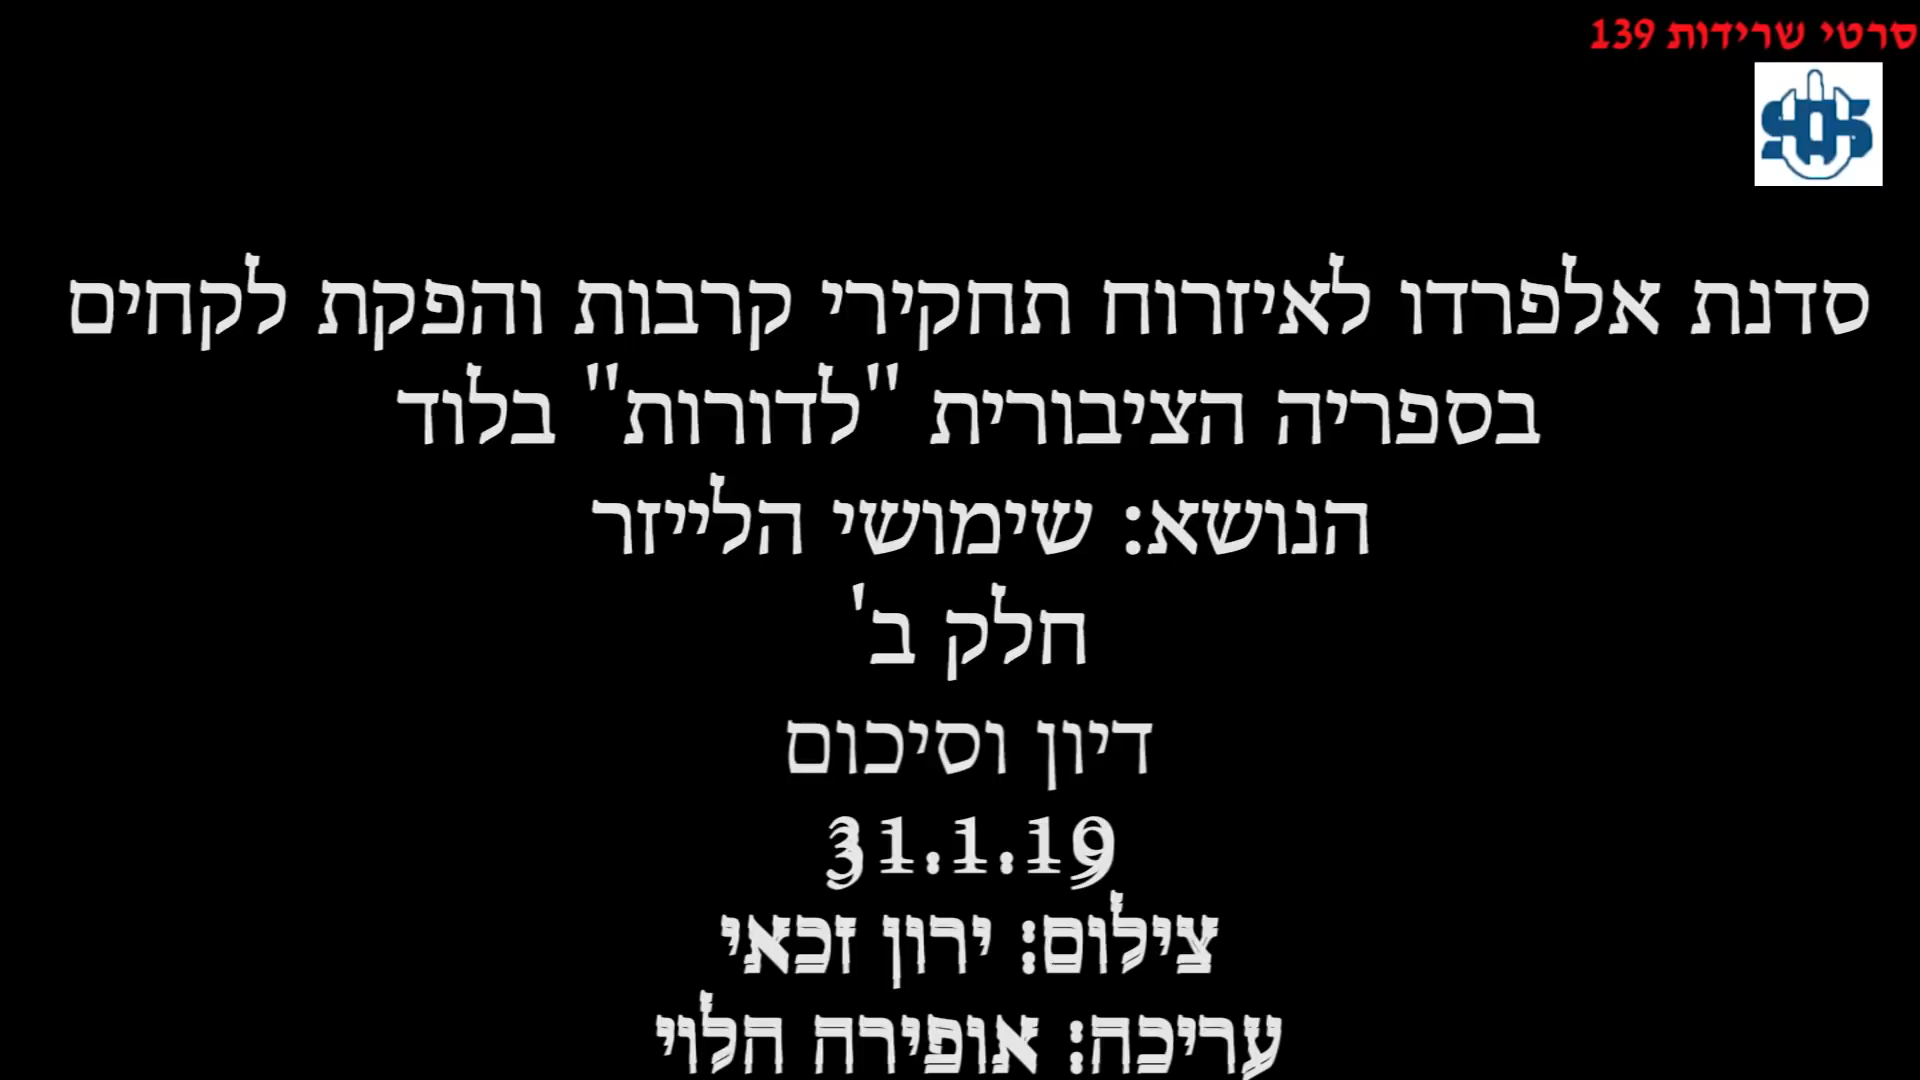 סרטי שרידות 139
SOS
סדנת אלפרדו לאיזרוח תחקירי קרבות והפקת לקחים
בספריה הציבורית "לדורות" בלוד
הנושא: שימושי הלייזר
חלק ב'
דיון וסיכום
31.1.19
צילום: ירון זכאי
עריכה: אופירה הלוי